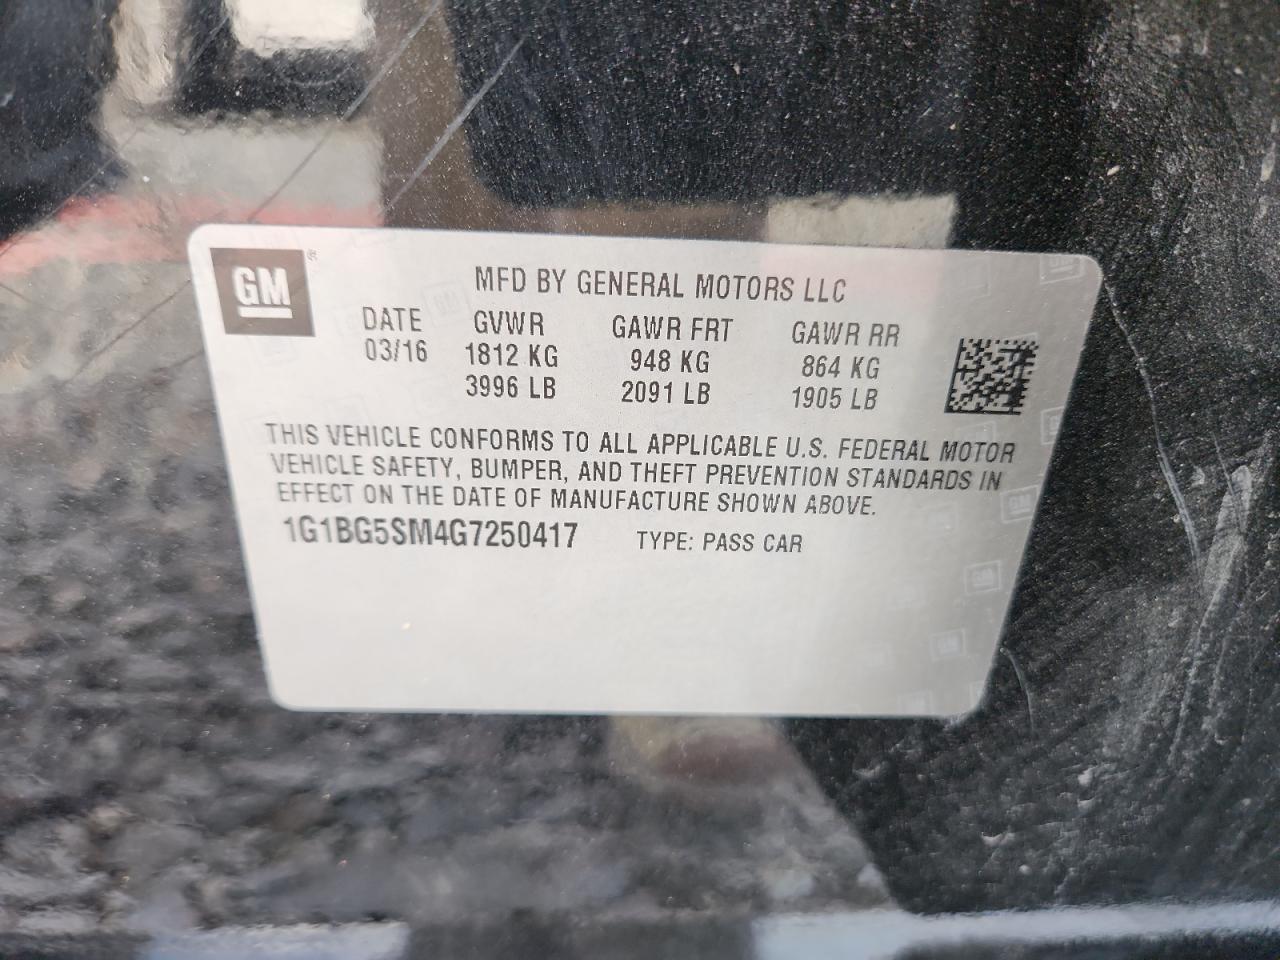 GM
MFD BY GENERAL MOTORS LLC
DATE GVWR GAWR FRT GAWR RR
03/16 1812 KG 948 KG 864 KG
3996 LB 2091 LB 1905 LB
THIS VEHICLE CONFORMS TO ALL APPLICABLE U.S. FEDERAL MOTOR
VEHICLE SAFETY, BUMPER, AND THEFT PREVENTION STANDARDS IN
EFFECT ON THE DATE OF MANUFACTURE SHOWN ABOVE.
1G1BG5SM4G7250417 TYPE: PASS CAR